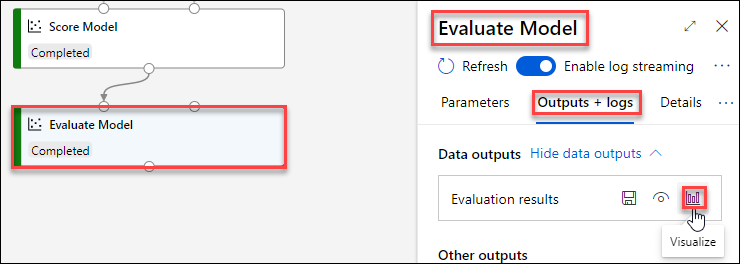 Score Model
Completed
Evaluate Model
Completed
Evaluate Model
Refresh Enable log streaming ...
Parameters Outputs + logs Details ...
Data outputs Hide data outputs
Evaluation results
Visualize
Other outputs